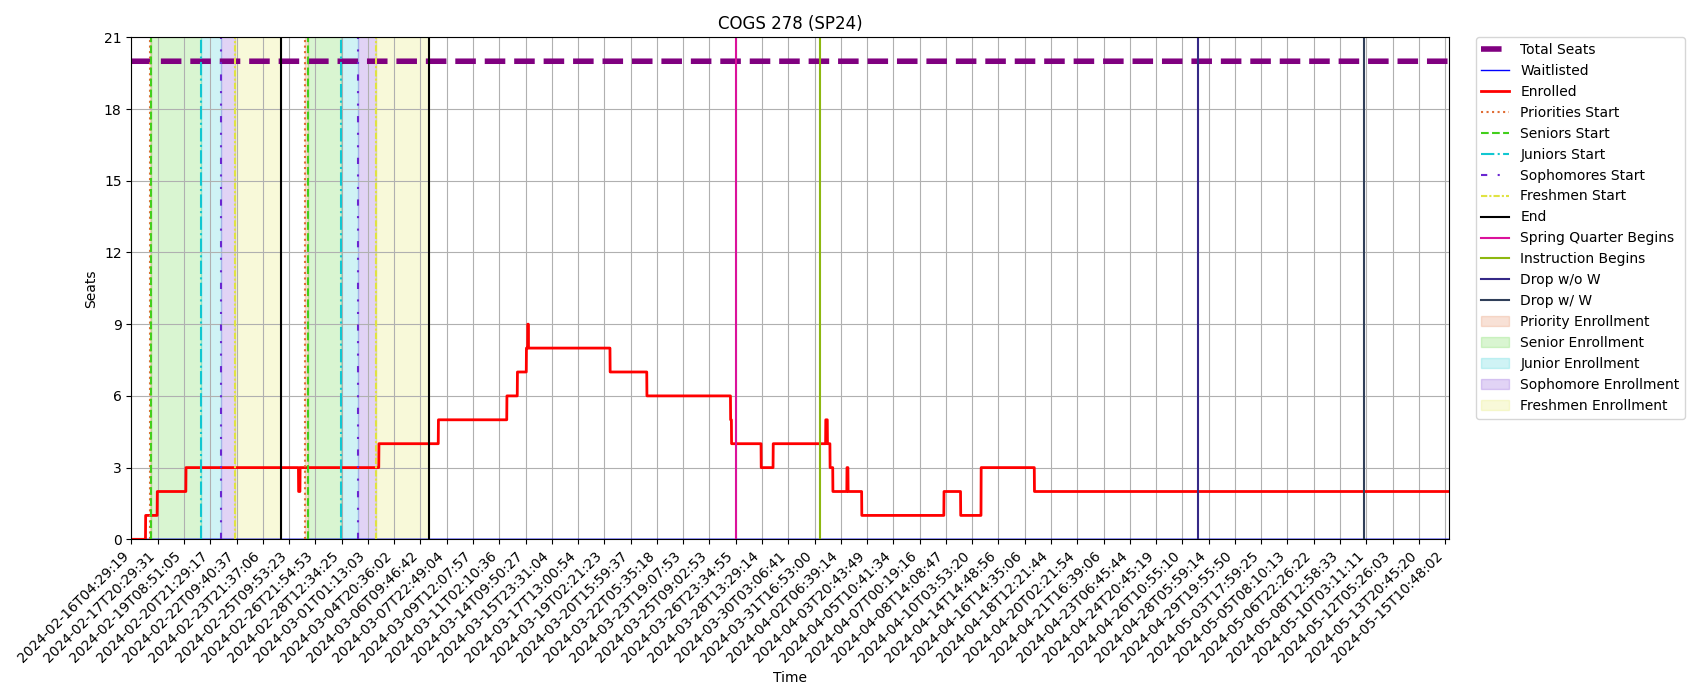 COGS 278 (SP24)
21
18
15
12
9
6
3
0
Seats
2024-02-16T04:29:19
2024-02-17T20:29:31
2024-02-19T08:51:05
2024-02-20T21:29:17
2024-02-22T09:40:37
2024-02-23T21:37:06
2024-02-25T09:53:23
2024-02-26T21:54:53
2024-02-28T12:34:25
2024-03-01T01:13:03
2024-03-04T20:36:02
2024-03-06T09:46:42
2024-03-07T22:49:04
2024-03-09T12:07:57
2024-03-11T02:10:36
2024-03-14T09:50:27
2024-03-15T23:31:04
2024-03-17T13:00:54
2024-03-19T02:21:23
2024-03-20T15:59:37
2024-03-22T05:35:18
2024-03-23T19:07:53
2024-03-25T09:02:53
2024-03-26T23:34:55
2024-03-28T13:29:14
2024-03-30T03:06:41
2024-03-31T16:53:00
2024-04-02T06:39:14
2024-04-03T20:43:49
2024-04-05T10:41:34
2024-04-07T00:19:16
2024-04-08T14:08:47
2024-04-10T03:53:20
2024-04-14T14:48:56
2024-04-16T14:35:06
2024-04-18T12:21:44
2024-04-20T02:21:54
2024-04-21T16:39:06
2024-04-23T06:45:44
2024-04-24T20:45:19
2024-04-26T10:55:10
2024-04-28T05:59:14
2024-04-29T19:55:50
2024-05-03T17:59:25
2024-05-05T08:10:13
2024-05-06T22:26:22
2024-05-08T12:58:33
2024-05-10T03:11:11
2024-05-12T05:26:03
2024-05-13T20:45:20
2024-05-15T10:48:02
Time
Total Seats
Waitlisted
Enrolled
Priorities Start
Seniors Start
Juniors Start
Sophomores Start
Freshmen Start
End
Spring Quarter Begins
Instruction Begins
Drop w/o W
Drop w/ W
Priority Enrollment
Senior Enrollment
Junior Enrollment
Sophomore Enrollment
Freshmen Enrollment